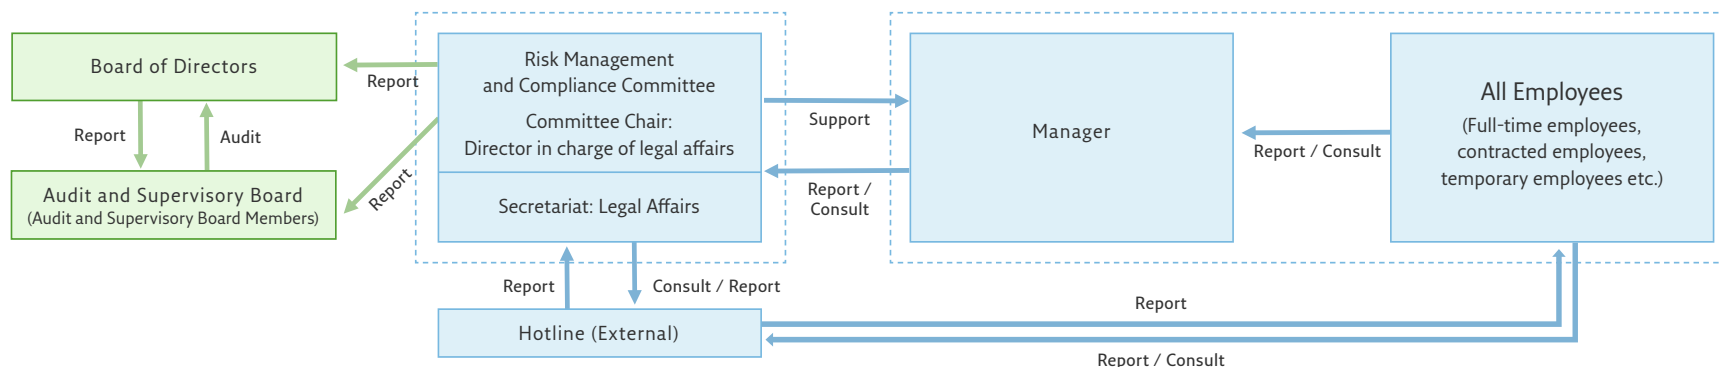 Board of Directors
Report
Audit
Audit and Supervisory Board
(Audit and Supervisory Board Members)
Report
Report
Risk Management
and Compliance Committee
Committee Chair:
Director in charge of legal affairs
Secretariat: Legal Affairs
Support
Report /
Consult
Manager
Report / Consult
All Employees
(Full-time employees,
contracted employees,
temporary employees etc.)
Report
Consult / Report
Hotline (External)
Report
Report / Consult